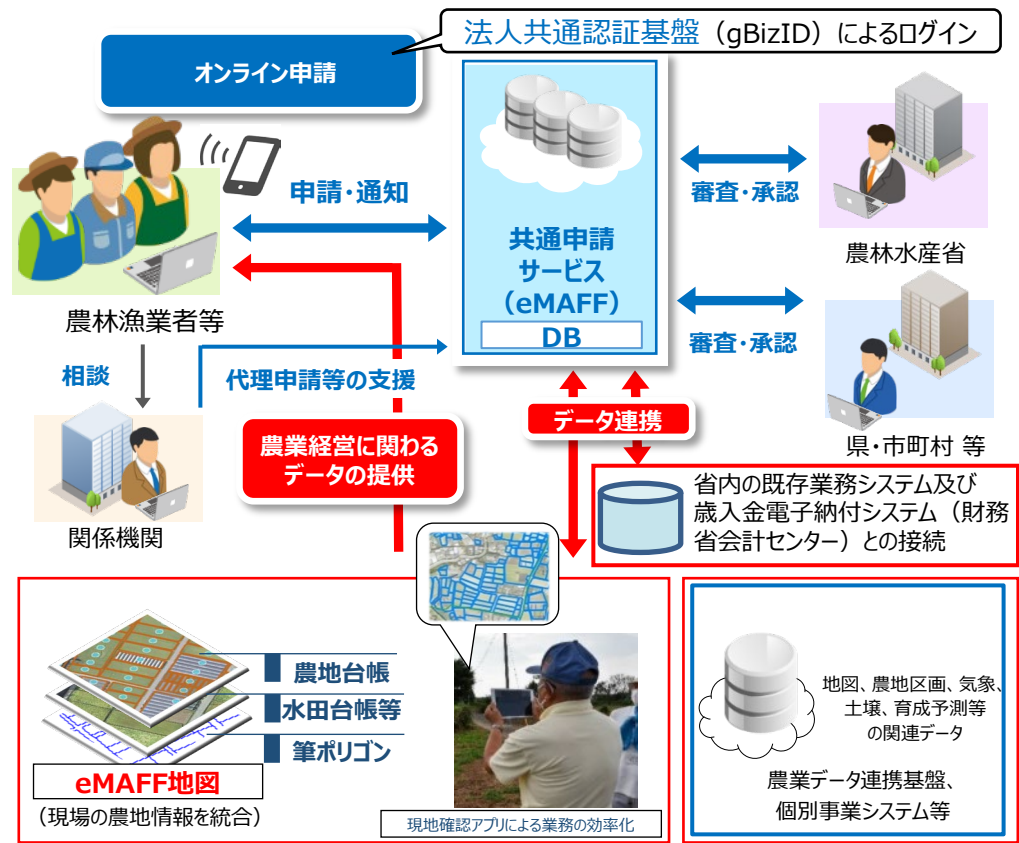 法人共通認証基盤（gBizID）によるログイン
オンライン申請
申請・通知
共通申請
サービス
（eMAFF）
DB
審査・承認
農林水産省
審査・承認
県・市町村 等
農林漁業者等
相談
代理申請等の支援
関係機関
農業経営に関わる
データの提供
データ連携
省内の既存業務システム及び
歳入金電子納付システム（財務
省会計センター）との接続
農地台帳
水田台帳等
筆ポリゴン
eMAFF地図
（現場の農地情報を統合）
現地確認アプリによる業務の効率化
地図、農地区画、気象、
土壌、育成予測等
の関連データ
農業データ連携基盤、
個別事業システム等